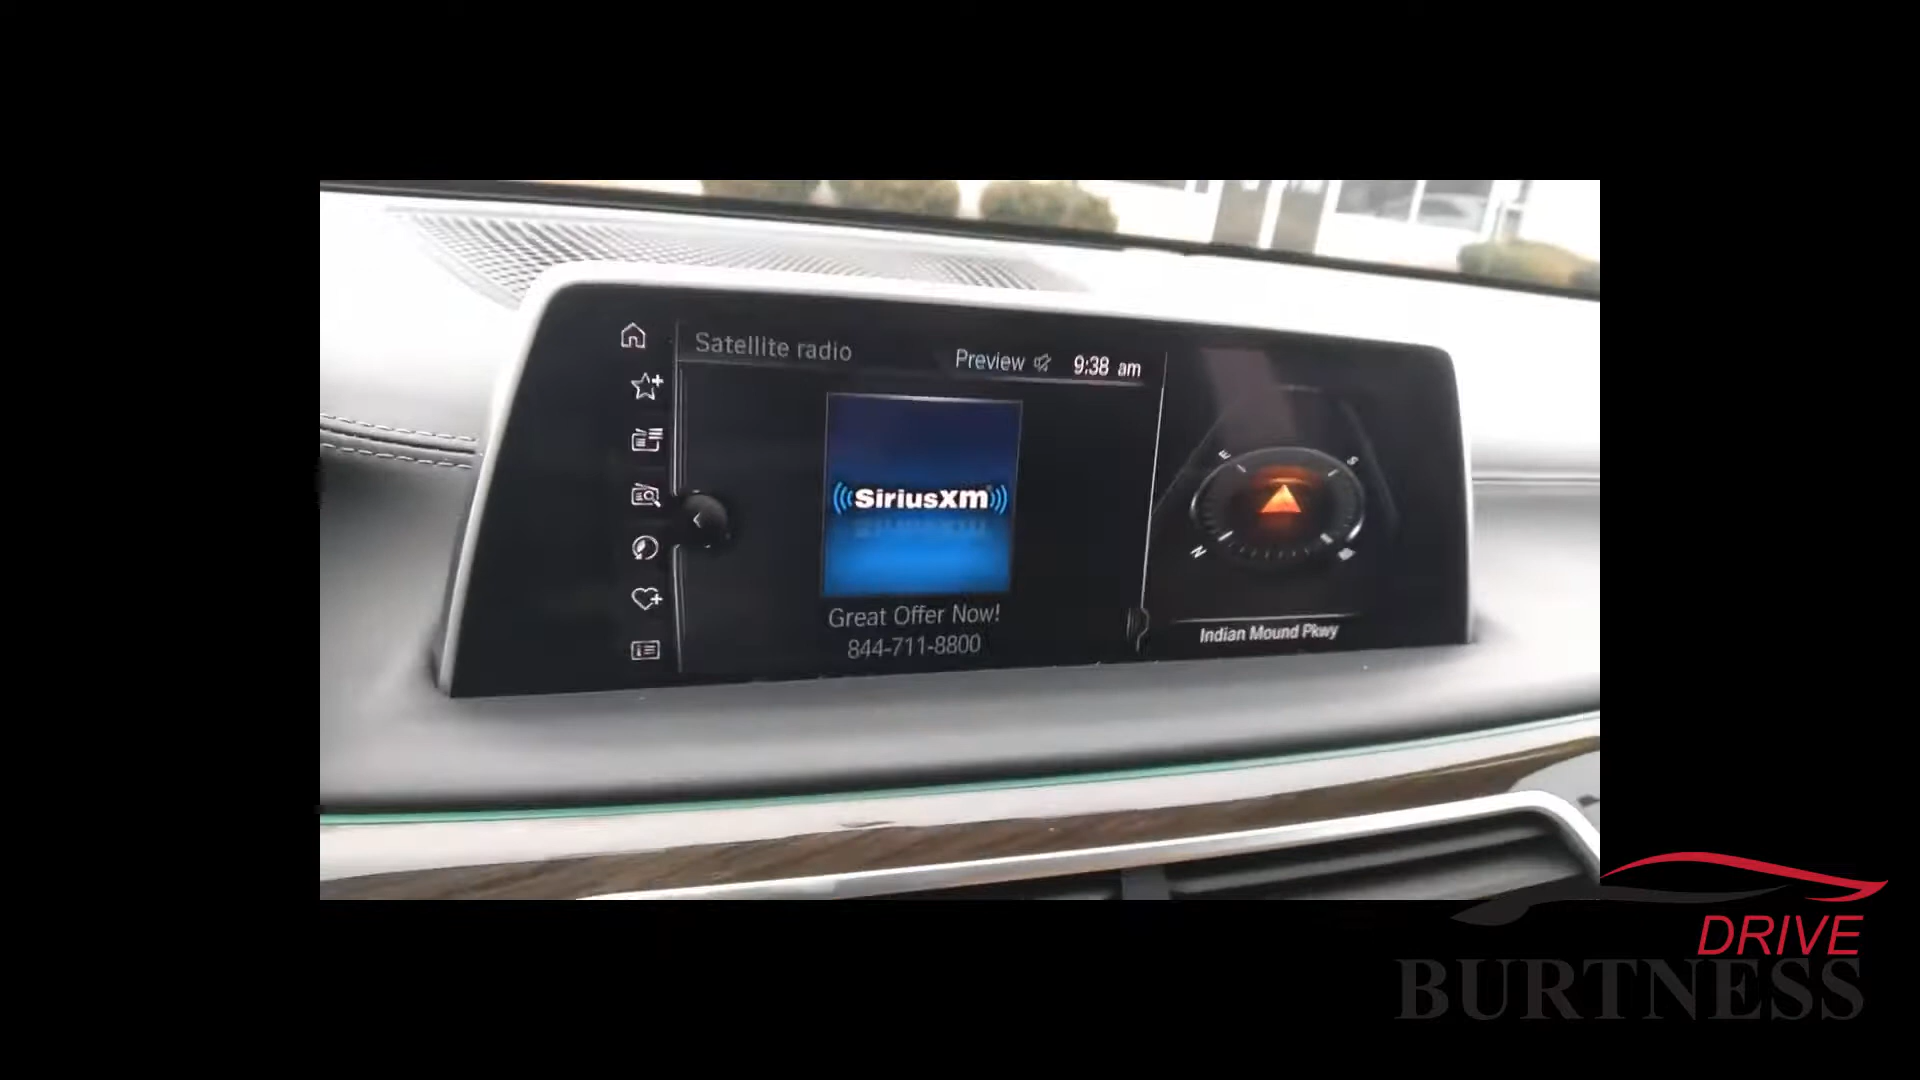 Satellite radio
Preview
9:38 am
SiriusXM
Great Offer Now!
844-711-8800
E
S
N
Indian Mound Pkwy
DRIVE
BURTNESS